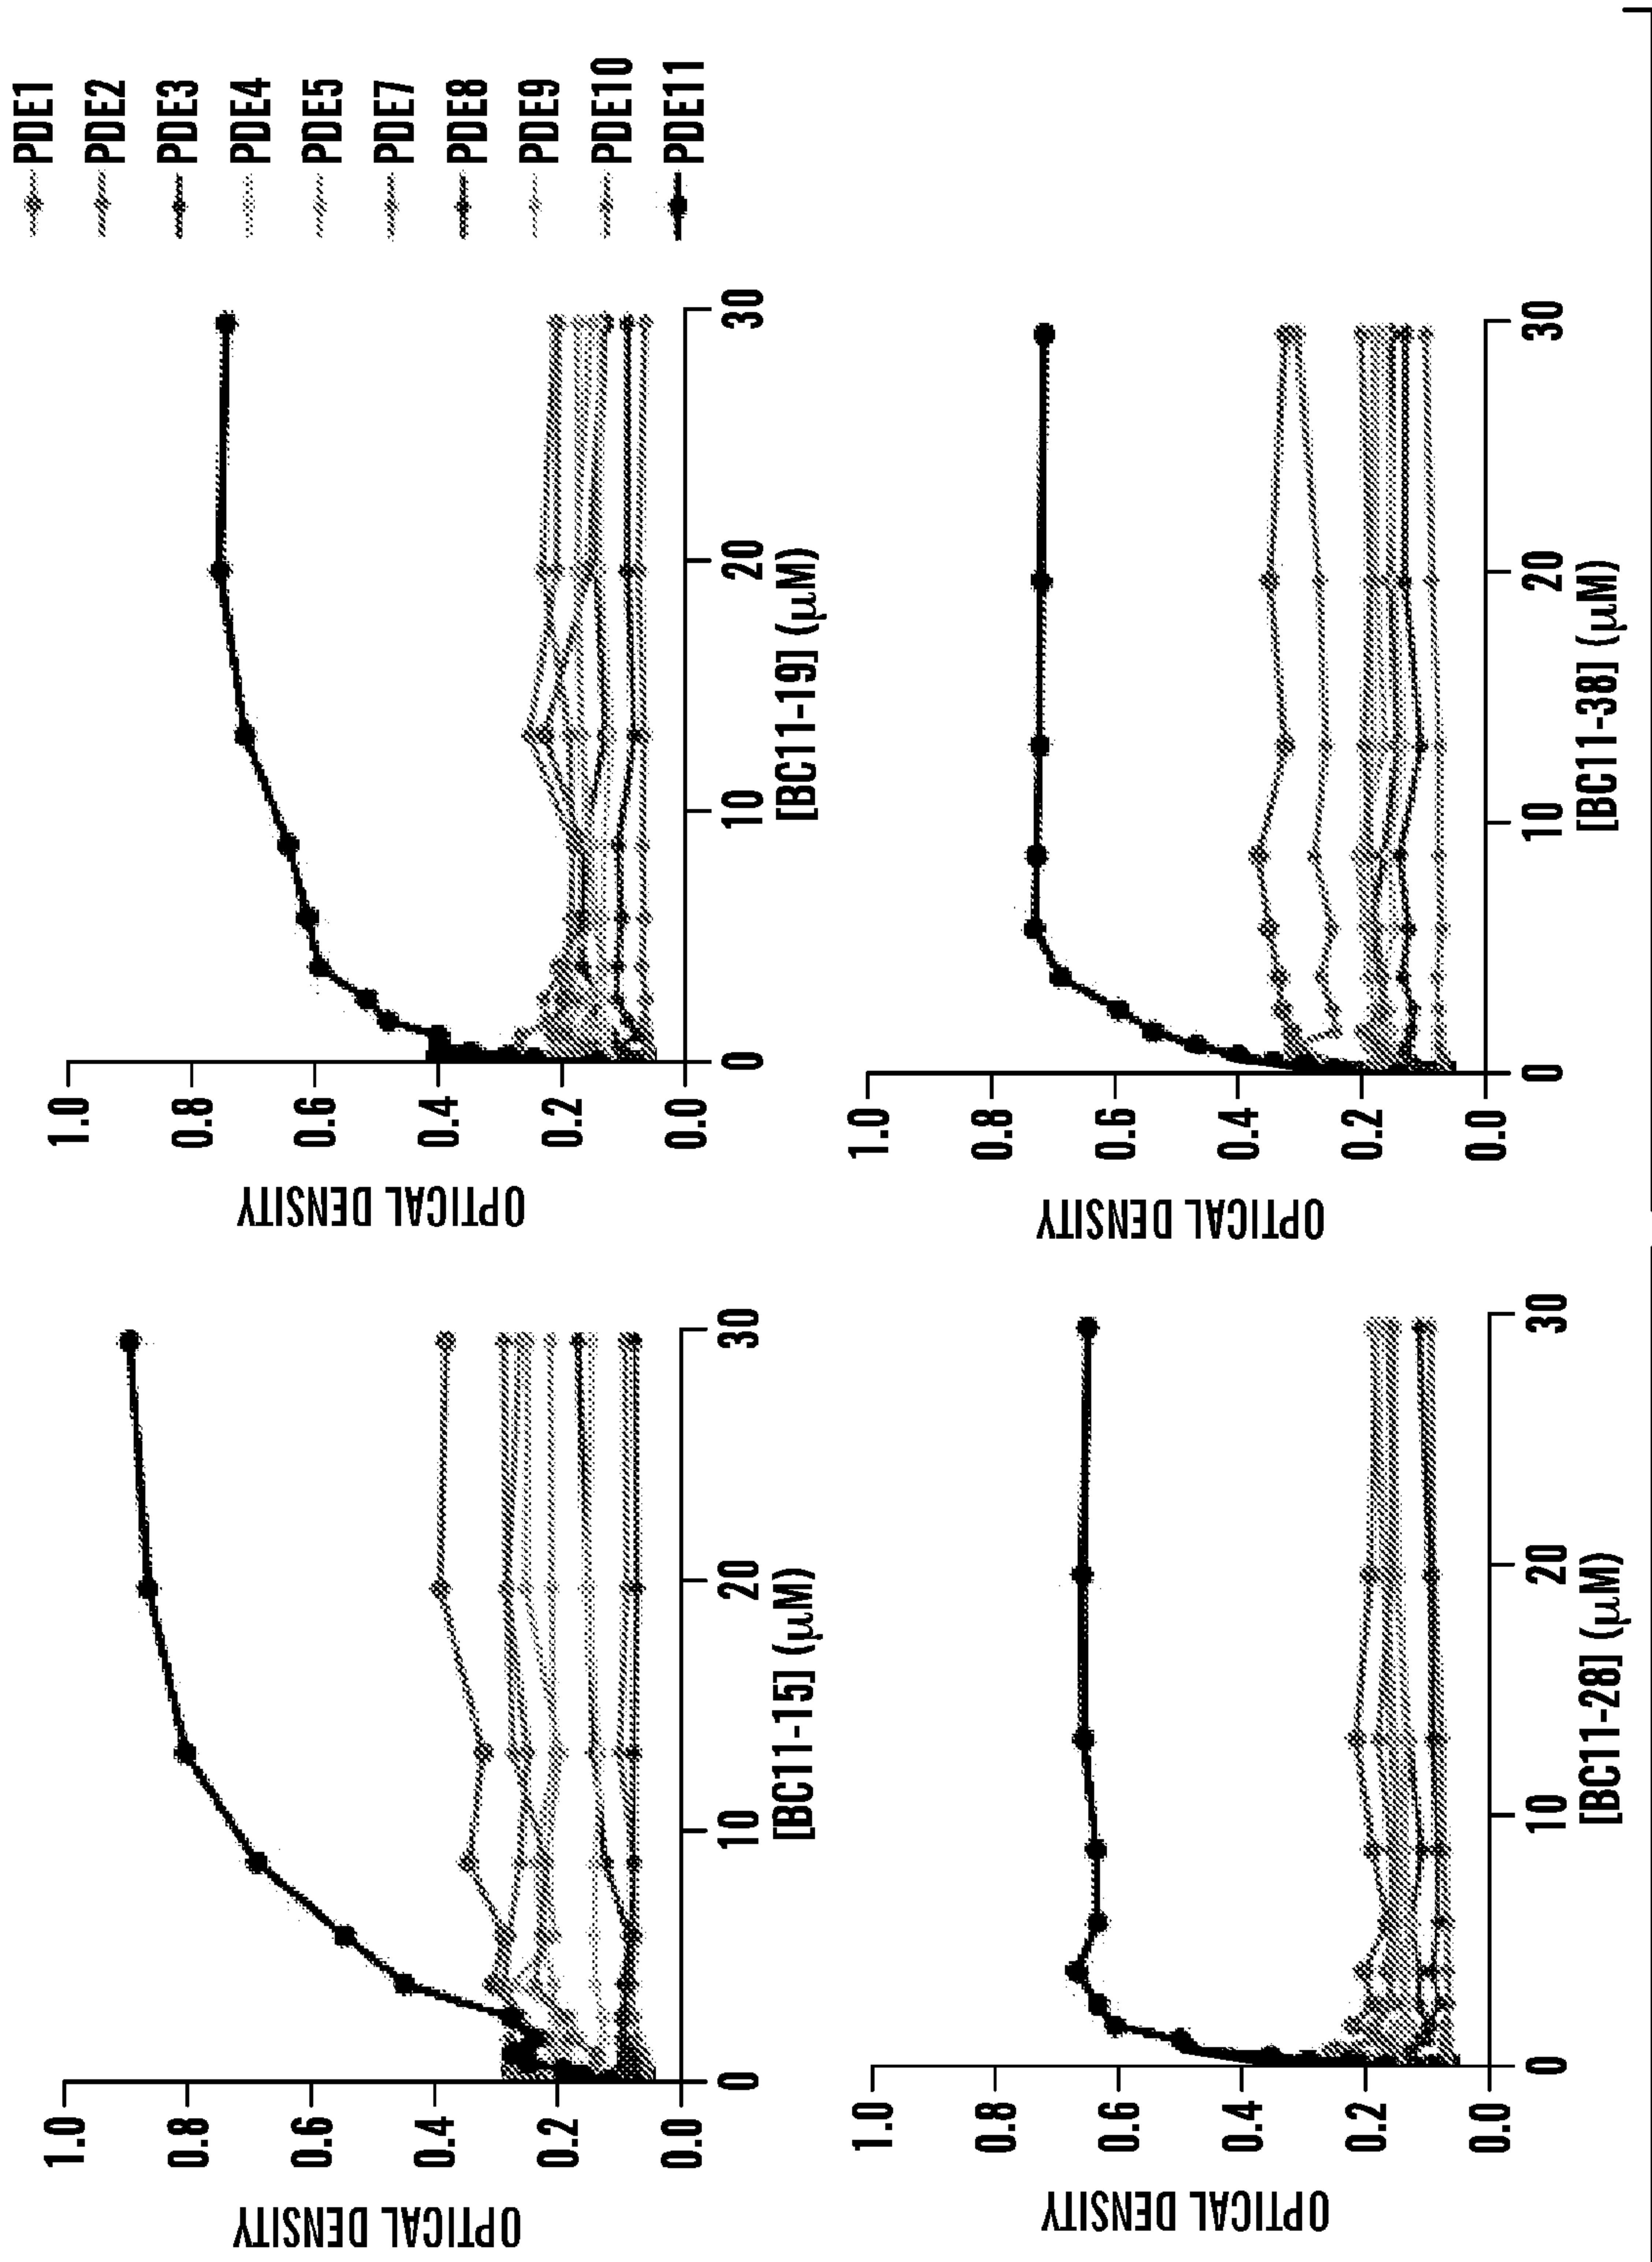 OPTICAL DENSITY
1.0
0.8
0.6
0.4
0.2
0.0
0
10
20
30
[BC11-15] (μM)
OPTICAL DENSITY
1.0
0.8
0.6
0.4
0.2
0.0
0
10
20
30
[BC11-19] (μM)
PDE1
PDE2
PDE3
PDE4
PDE5
PDE7
PDE8
PDE9
PDE10
PDE11
OPTICAL DENSITY
1.0
0.8
0.6
0.4
0.2
0.0
0
10
20
30
[BC11-28] (μM)
OPTICAL DENSITY
1.0
0.8
0.6
0.4
0.2
0.0
0
10
20
30
[BC11-38] (μM)